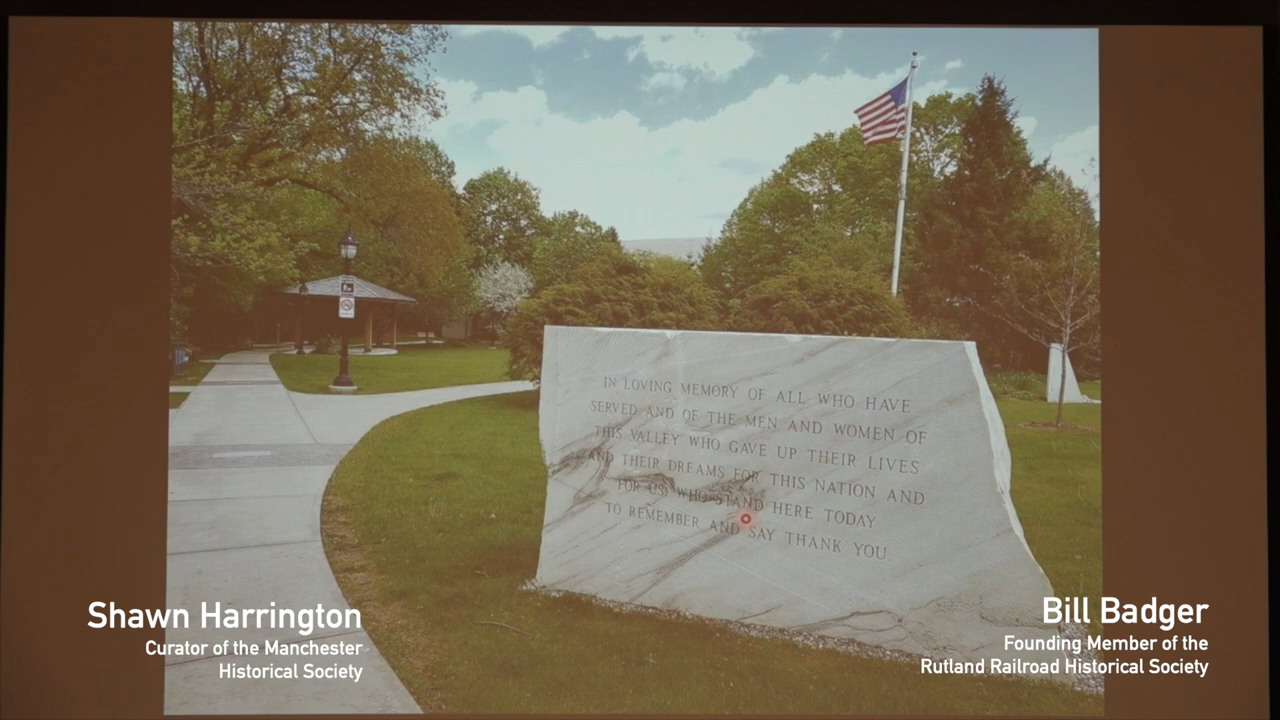 IN LOVING MEMORY OF ALL WHO HAVE
SERVED AND OF THE MEN AND WOMEN OF
THIS VALLEY WHO GAVE UP THEIR LIVES
AND THEIR DREAMS FOR THIS NATION AND
FOR US, WHO STAND HERE TODAY
TO REMEMBER AND SAY THANK YOU
Shawn Harrington
Curator of the Manchester
Historical Society
Bill Badger
Founding Member of the
Rutland Railroad Historical Society